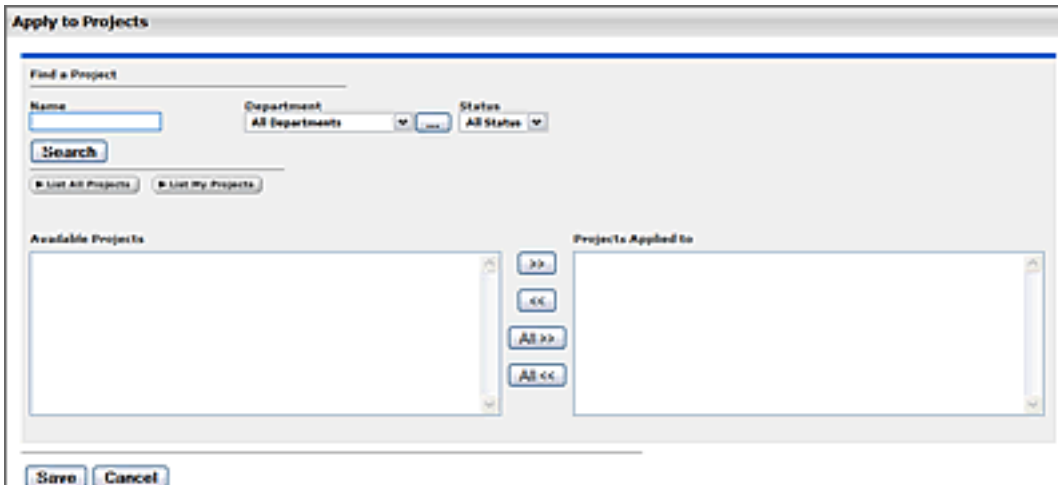 Apply to Projects
Find a Project
Name Department Status
All Departments ... All Status
Search
List All Projects List My Projects
Available Projects Projects Applied to
>>
<<
All >>
All <<
Save Cancel